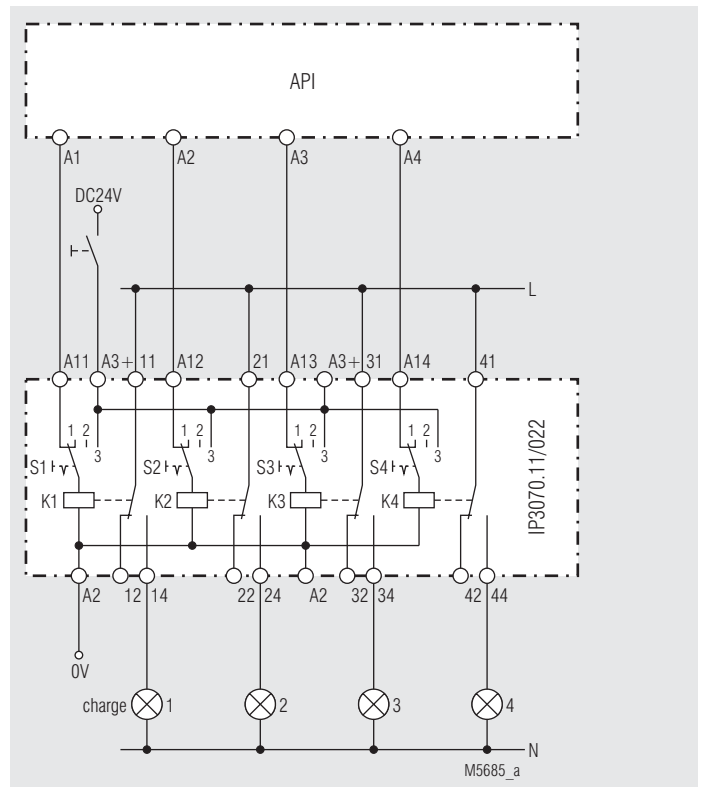 API
A1 A2 A3 A4
DC24V
L
A11 A3+ 11 A12 21 A13 A3+ 31 A14 41
1 2 1 2 1 2 1 2
3 3 3 3
S1 S2 S3 S4
K1 K2 K3 K4
IP3070.11/022
A2 12 14 22 24 A2 32 34 42 44
0V
charge 1 2 3 4
N
M5685_a